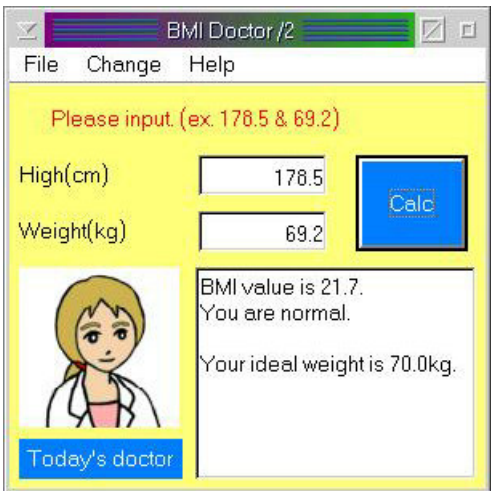 BMI Doctor /2
File Change Help
Please input. (ex. 178.5 & 69.2)
High(cm) 178.5
Calc
Weight(kg) 69.2
BMI value is 21.7.
You are normal.
Your ideal weight is 70.0kg.
Today's doctor